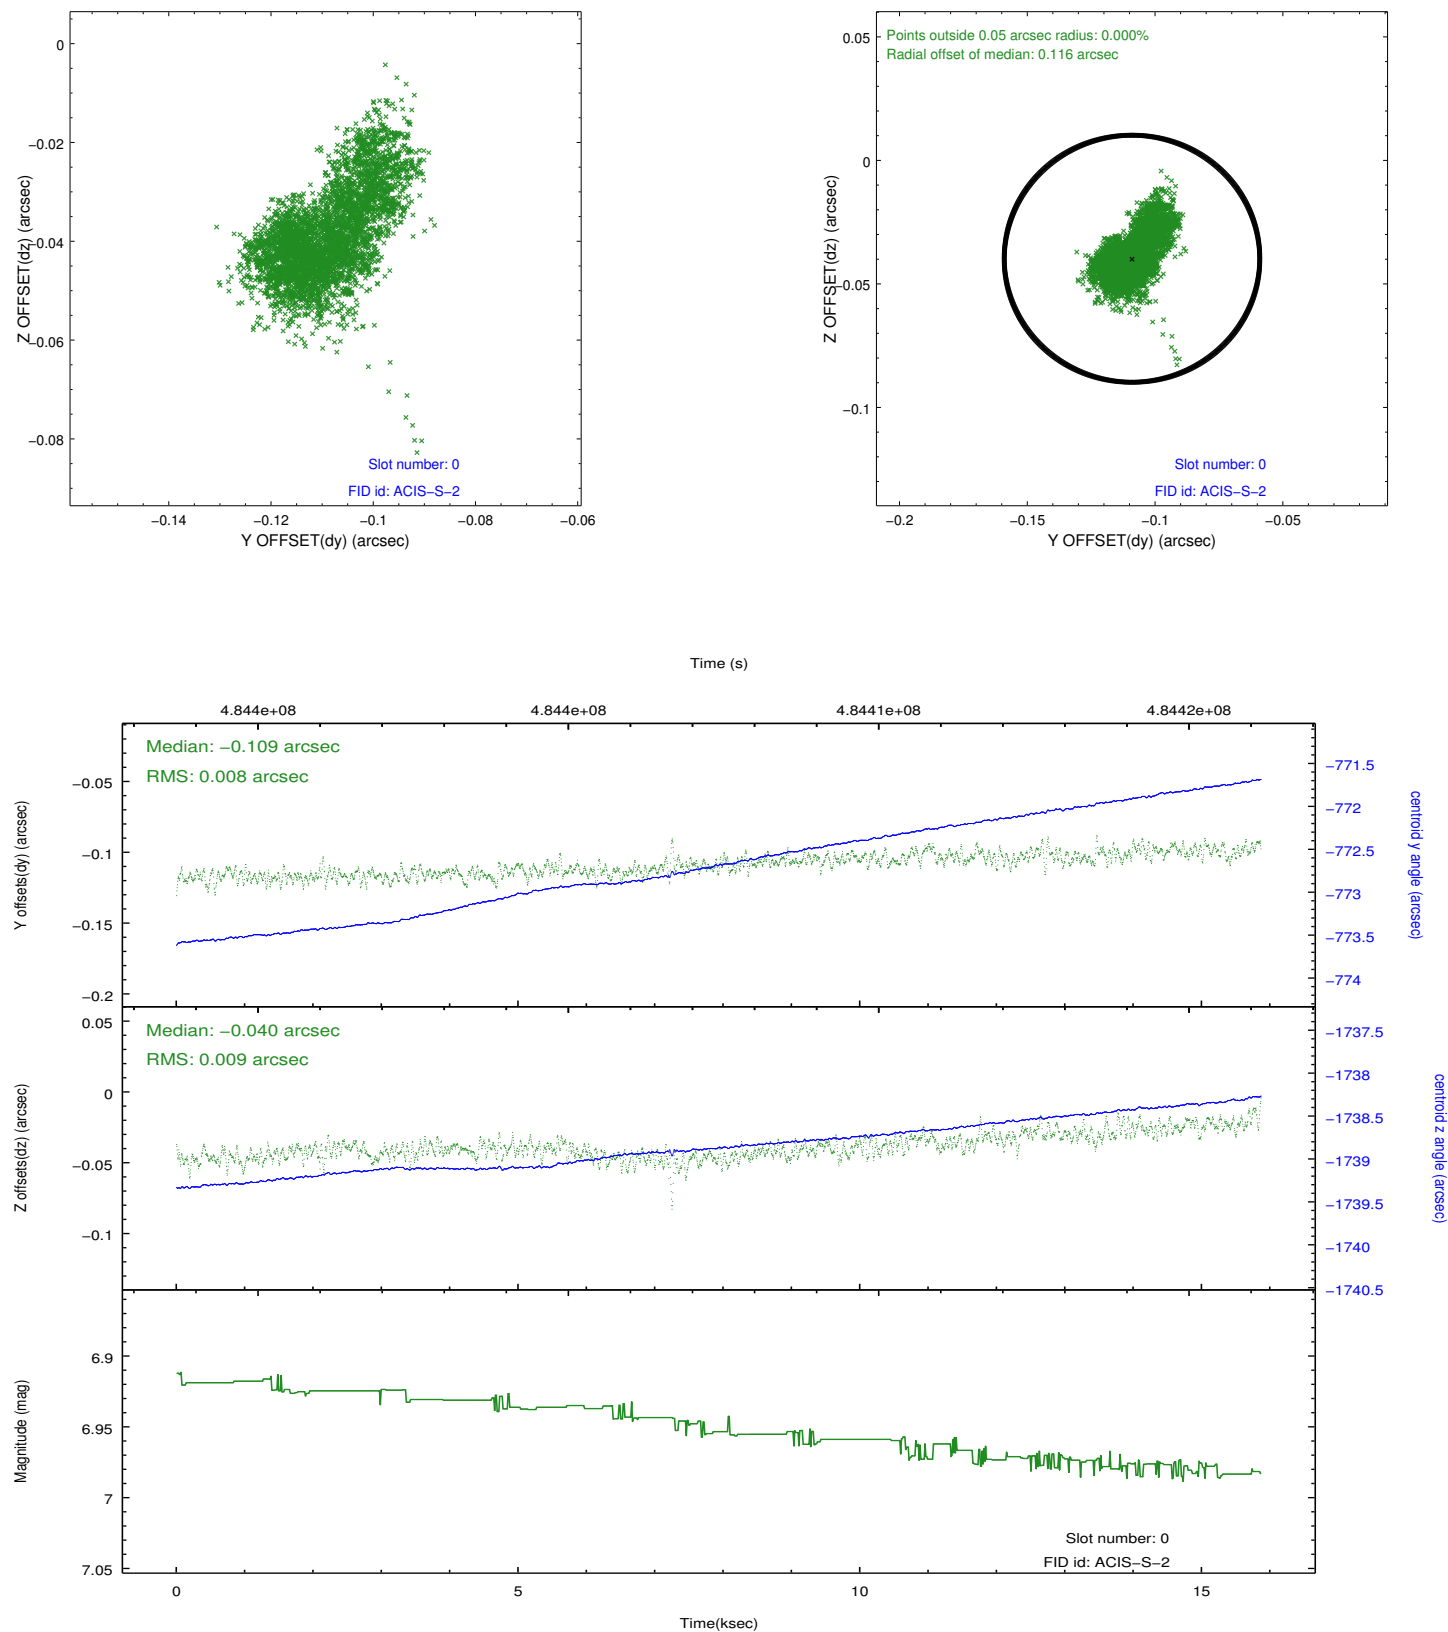 0
−0.02
−0.04
−0.06
−0.08
Z OFFSET(dz) (arcsec)
Slot number: 0
FID id: ACIS−S−2
−0.14
−0.12
−0.1
−0.08
−0.06
Y OFFSET(dy) (arcsec)
Points outside 0.05 arcsec radius: 0.000%
Radial offset of median: 0.116 arcsec
0.05
0
−0.05
−0.1
Z OFFSET(dz) (arcsec)
Slot number: 0
FID id: ACIS−S−2
−0.2
−0.15
−0.1
−0.05
Y OFFSET(dy) (arcsec)
Time (s)
4.844e+08
4.844e+08
4.8441e+08
4.8442e+08
Median: −0.109 arcsec
RMS: 0.008 arcsec
−0.05
−0.1
−0.15
−0.2
Y offsets(dy) (arcsec)
−771.5
−772
−772.5
−773
−773.5
−774
centroid y angle (arcsec)
Median: −0.040 arcsec
RMS: 0.009 arcsec
0.05
0
−0.05
−0.1
Z offsets(dz) (arcsec)
−1737.5
−1738
−1738.5
−1739
−1739.5
−1740
−1740.5
centroid z angle (arcsec)
6.9
6.95
7
7.05
Magnitude (mag)
Slot number: 0
FID id: ACIS−S−2
0
5
10
15
Time(ksec)